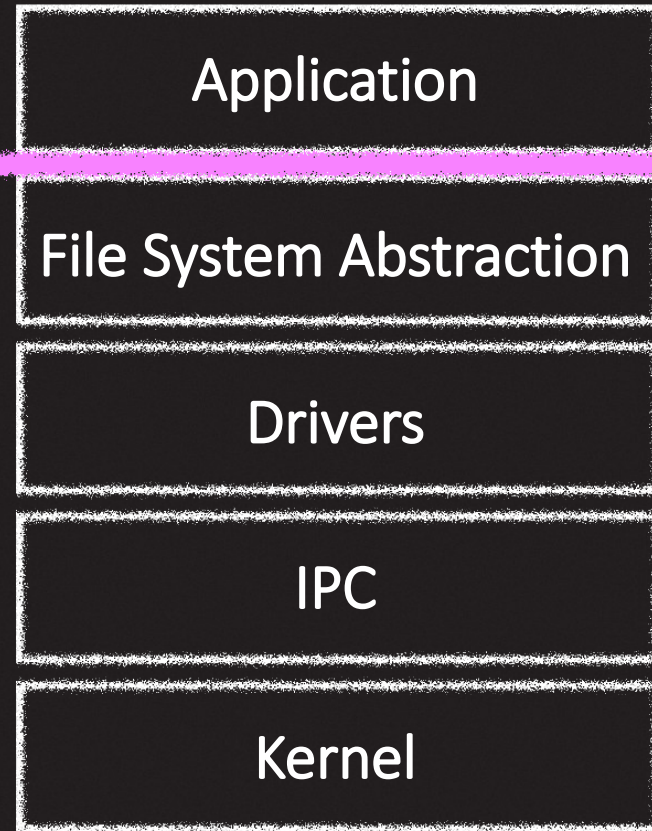 Application
File System Abstraction
Drivers
IPC
Kernel